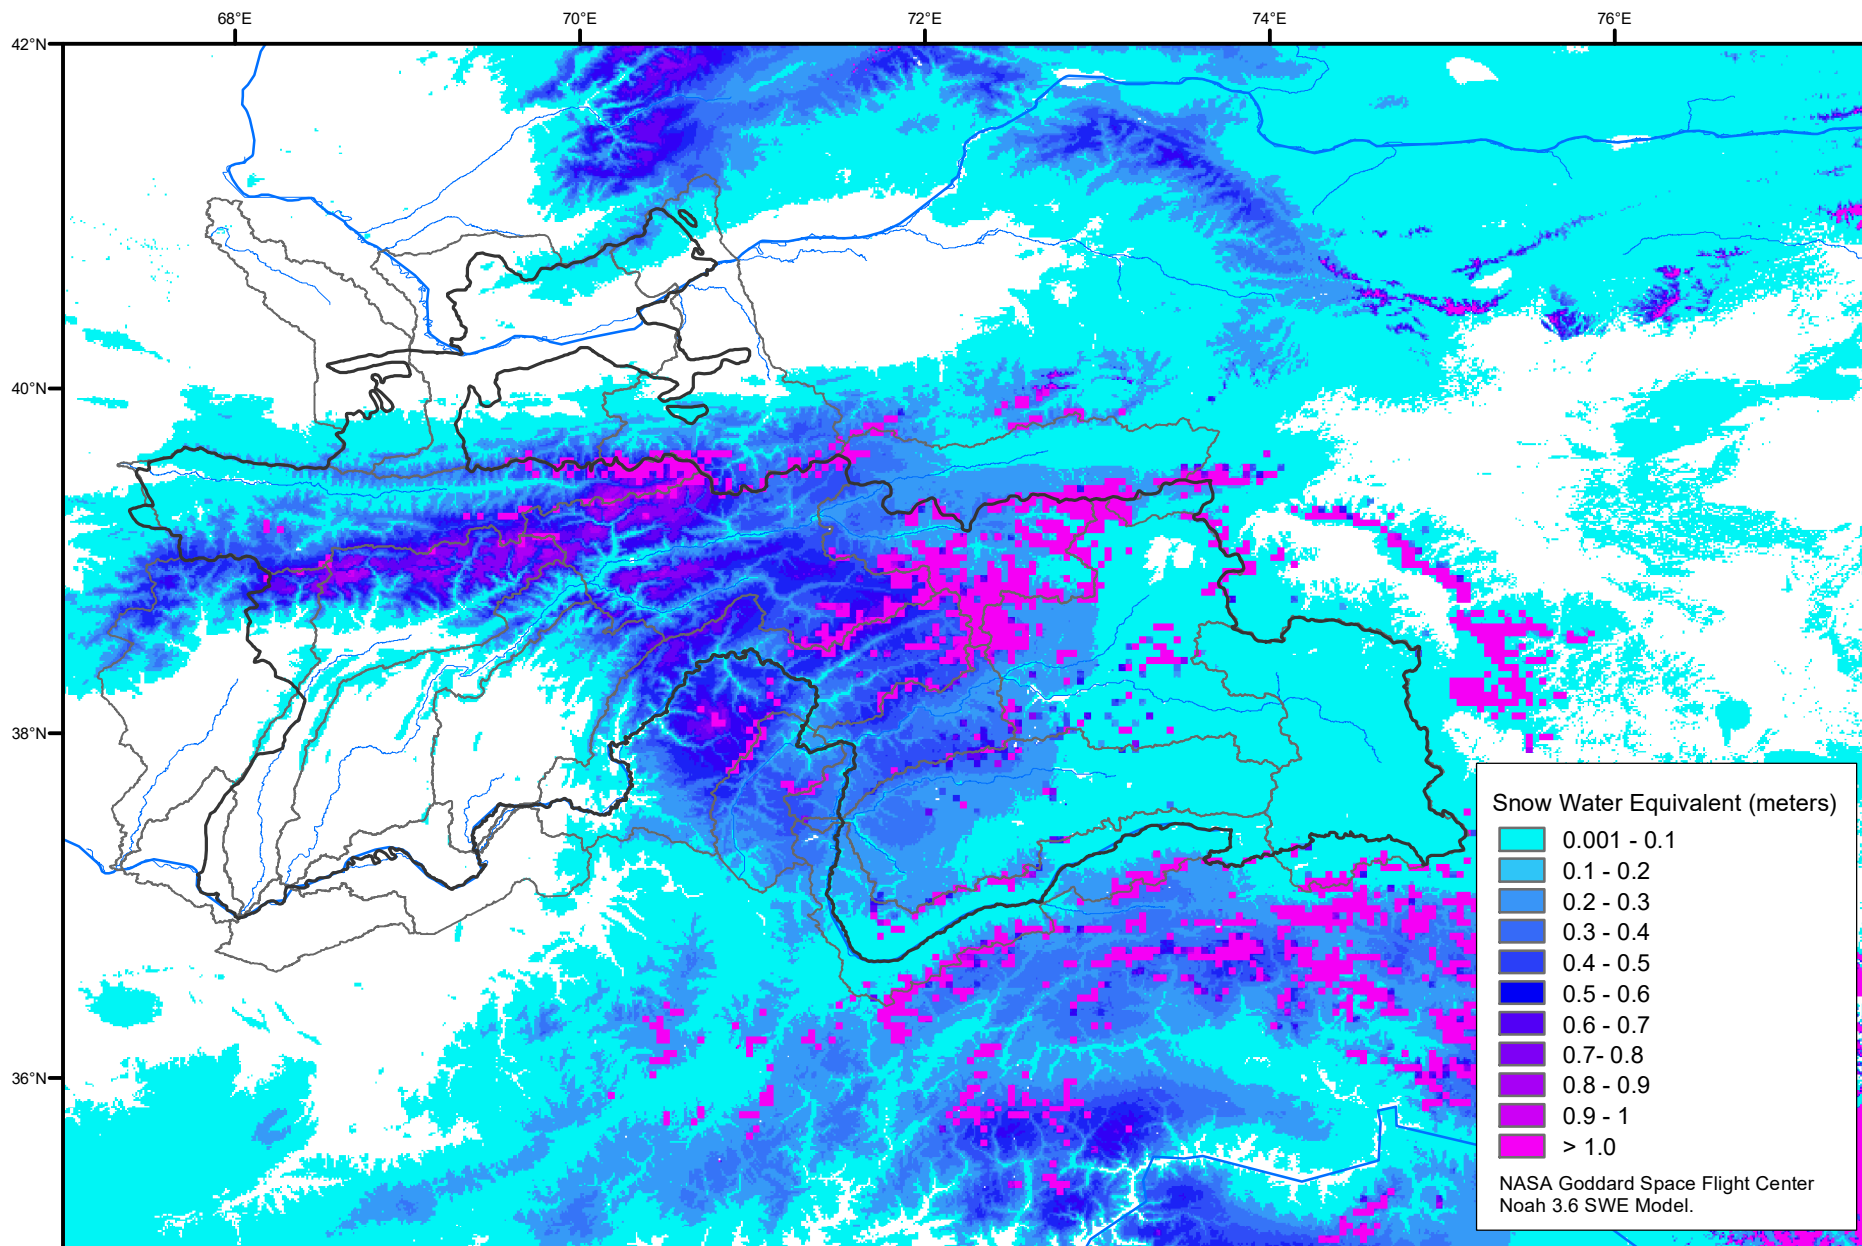 68°E 70°E 72°E 74°E 76°E
42°N
40°N
38°N
36°N
Snow Water Equivalent (meters)
0.001 - 0.1
0.1 - 0.2
0.2 - 0.3
0.3 - 0.4
0.4 - 0.5
0.5 - 0.6
0.6 - 0.7
0.7- 0.8
0.8 - 0.9
0.9 - 1
> 1.0
NASA Goddard Space Flight Center
Noah 3.6 SWE Model.